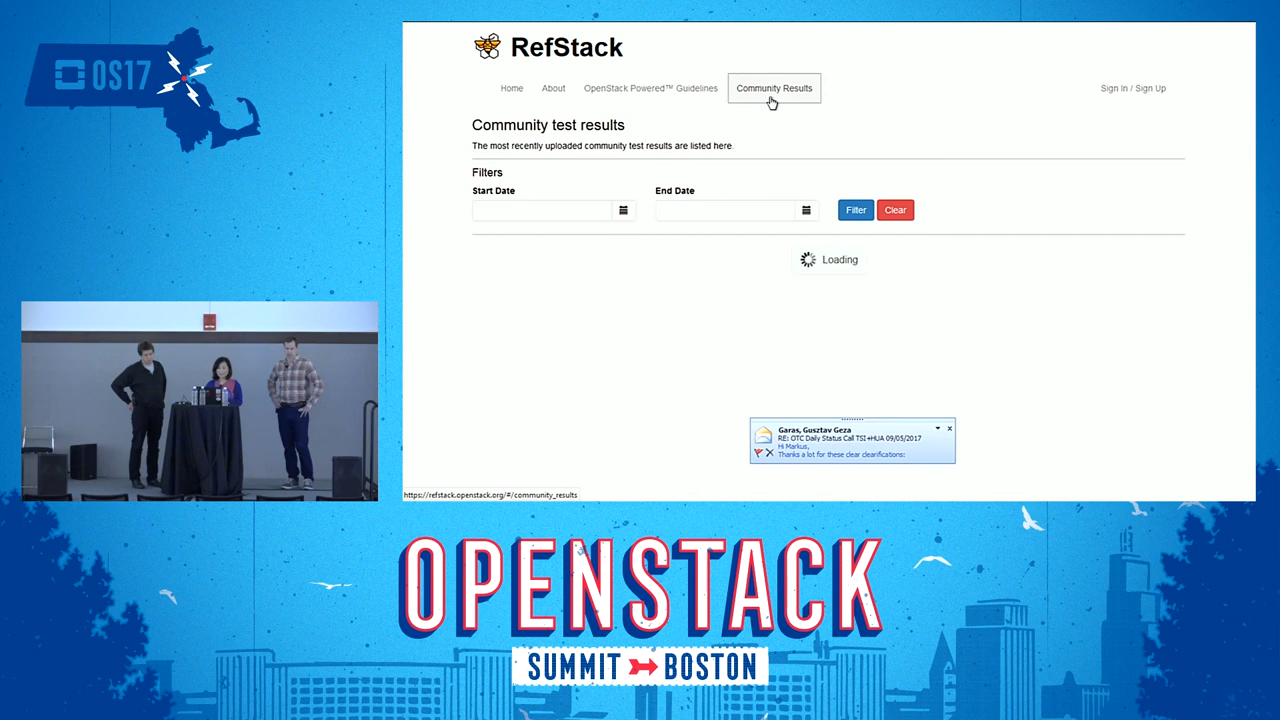 OS17
RefStack
Home About OpenStack Powered™ Guidelines Community Results Sign In / Sign Up
Community test results
The most recently uploaded community test results are listed here.
Filters
Start Date End Date
Filter Clear
Loading
Garas, Gusztav Geza
RE: OTC Daily Status Call TSI+HUA 09/05/2017
Hi Markus,
Thanks a lot for these clear clearifications:
https://refstack.openstack.org/#/community_results
OPENSTACK
SUMMIT BOSTON